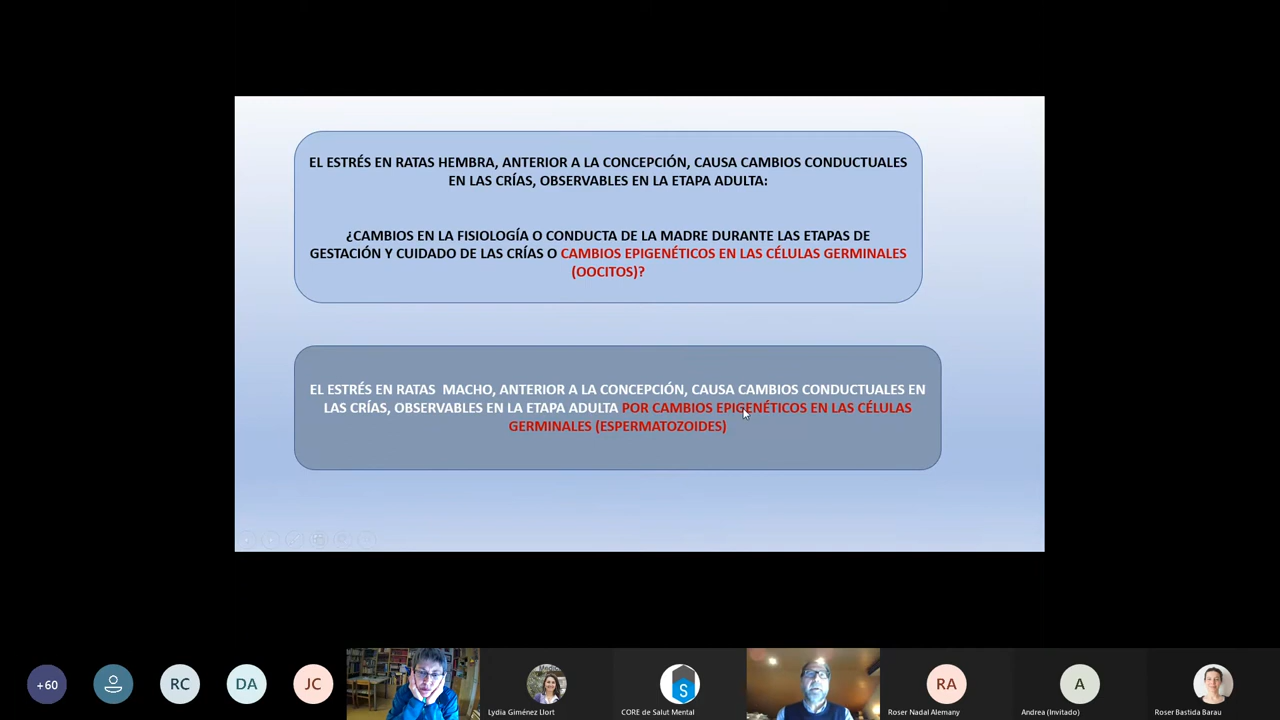 EL ESTRÉS EN RATAS HEMBRA, ANTERIOR A LA CONCEPCIÓN, CAUSA CAMBIOS CONDUCTUALES
EN LAS CRÍAS, OBSERVABLES EN LA ETAPA ADULTA:
¿CAMBIOS EN LA FISIOLOGÍA O CONDUCTA DE LA MADRE DURANTE LAS ETAPAS DE
GESTACIÓN Y CUIDADO DE LAS CRÍAS O CAMBIOS EPIGENÉTICOS EN LAS CÉLULAS GERMINALES
(OOCITOS)?
EL ESTRÉS EN RATAS MACHO, ANTERIOR A LA CONCEPCIÓN, CAUSA CAMBIOS CONDUCTUALES EN
LAS CRÍAS, OBSERVABLES EN LA ETAPA ADULTA POR CAMBIOS EPIGENÉTICOS EN LAS CÉLULAS
GERMINALES (ESPERMATOZOIDES)
+60
RC
DA
JC
S
RA
A
Lydia Giménez Llort
CORE de Salut Mental
Roser Nadal Alemany
Andrea (Invitado)
Roser Bastida Barau